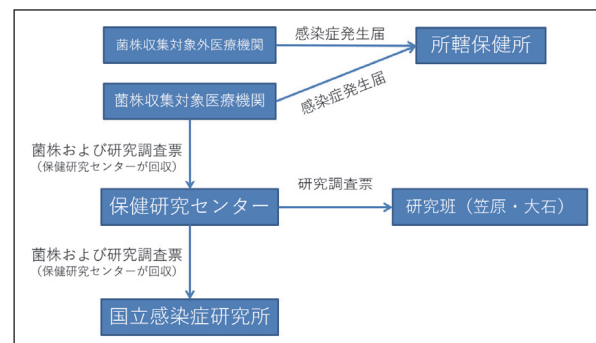 菌株収集対象外医療機関
感染症発生届
所轄保健所
菌株収集対象医療機関
感染症発生届
菌株および研究調査票
(保健研究センターが回収)
研究調査票
保健研究センター
研究班（笠原・大石）
菌株および研究調査票
(保健研究センターが回収)
国立感染症研究所